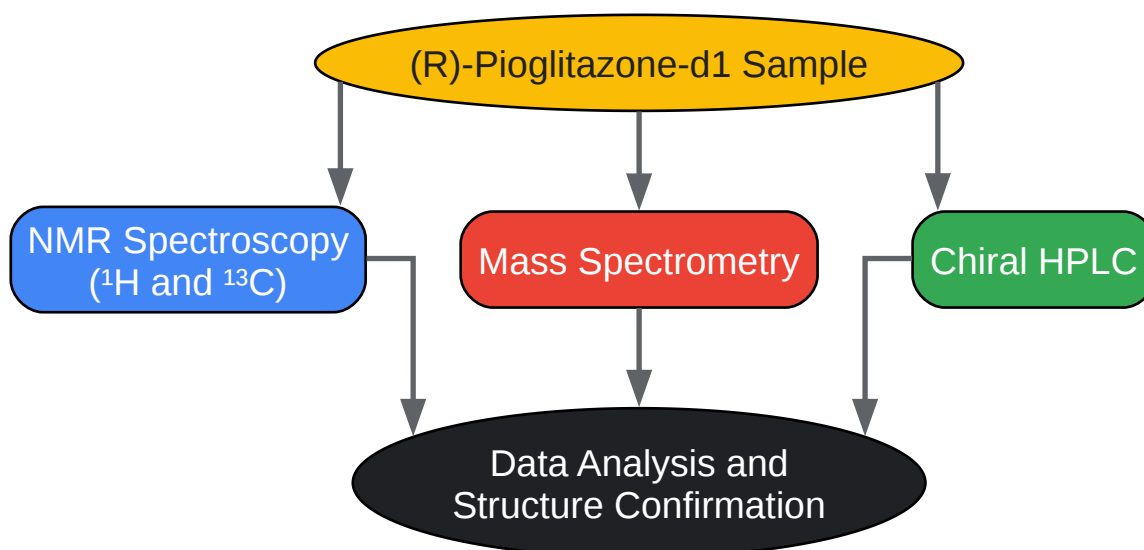 (R)-Pioglitazone-d1 Sample
NMR Spectroscopy
(¹H and ¹³C)
Mass Spectrometry
Chiral HPLC
Data Analysis and
Structure Confirmation